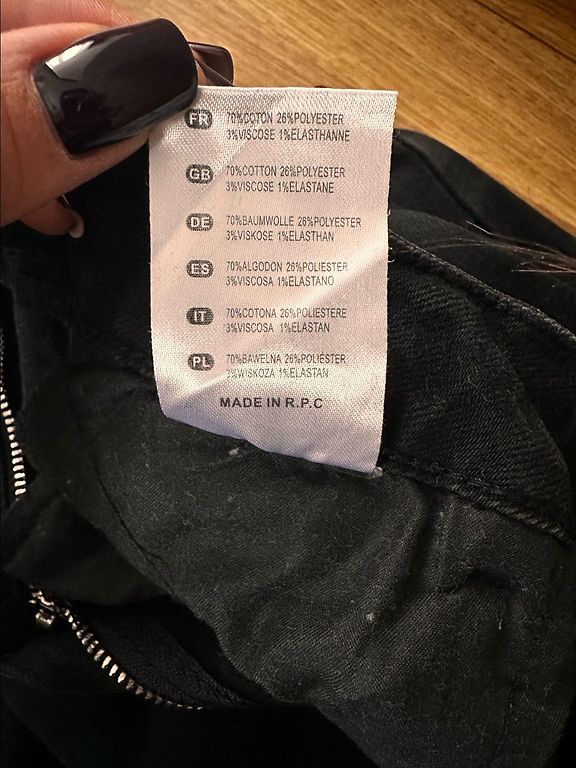 FR 70%COTON 26%POLYESTER
3%VISCOSE 1%ELASTHANNE
GB 70%COTTON 26%POLYESTER
3%VISCOSE 1%ELASTANE
DE 70%BAUMWOLLE 26%POLYESTER
3%VISKOSE 1%ELASTHAN
ES 70%ALGODON 26%POLIESTER
3%VISCOSA 1%ELASTANO
IT 70%COTONA 26%POLIESTERE
3%VISCOSA 1%ELASTAN
PL 70%BAWELNA 26%POLIESTER
3%WISKOZA 1%ELASTAN
MADE IN R.P.C